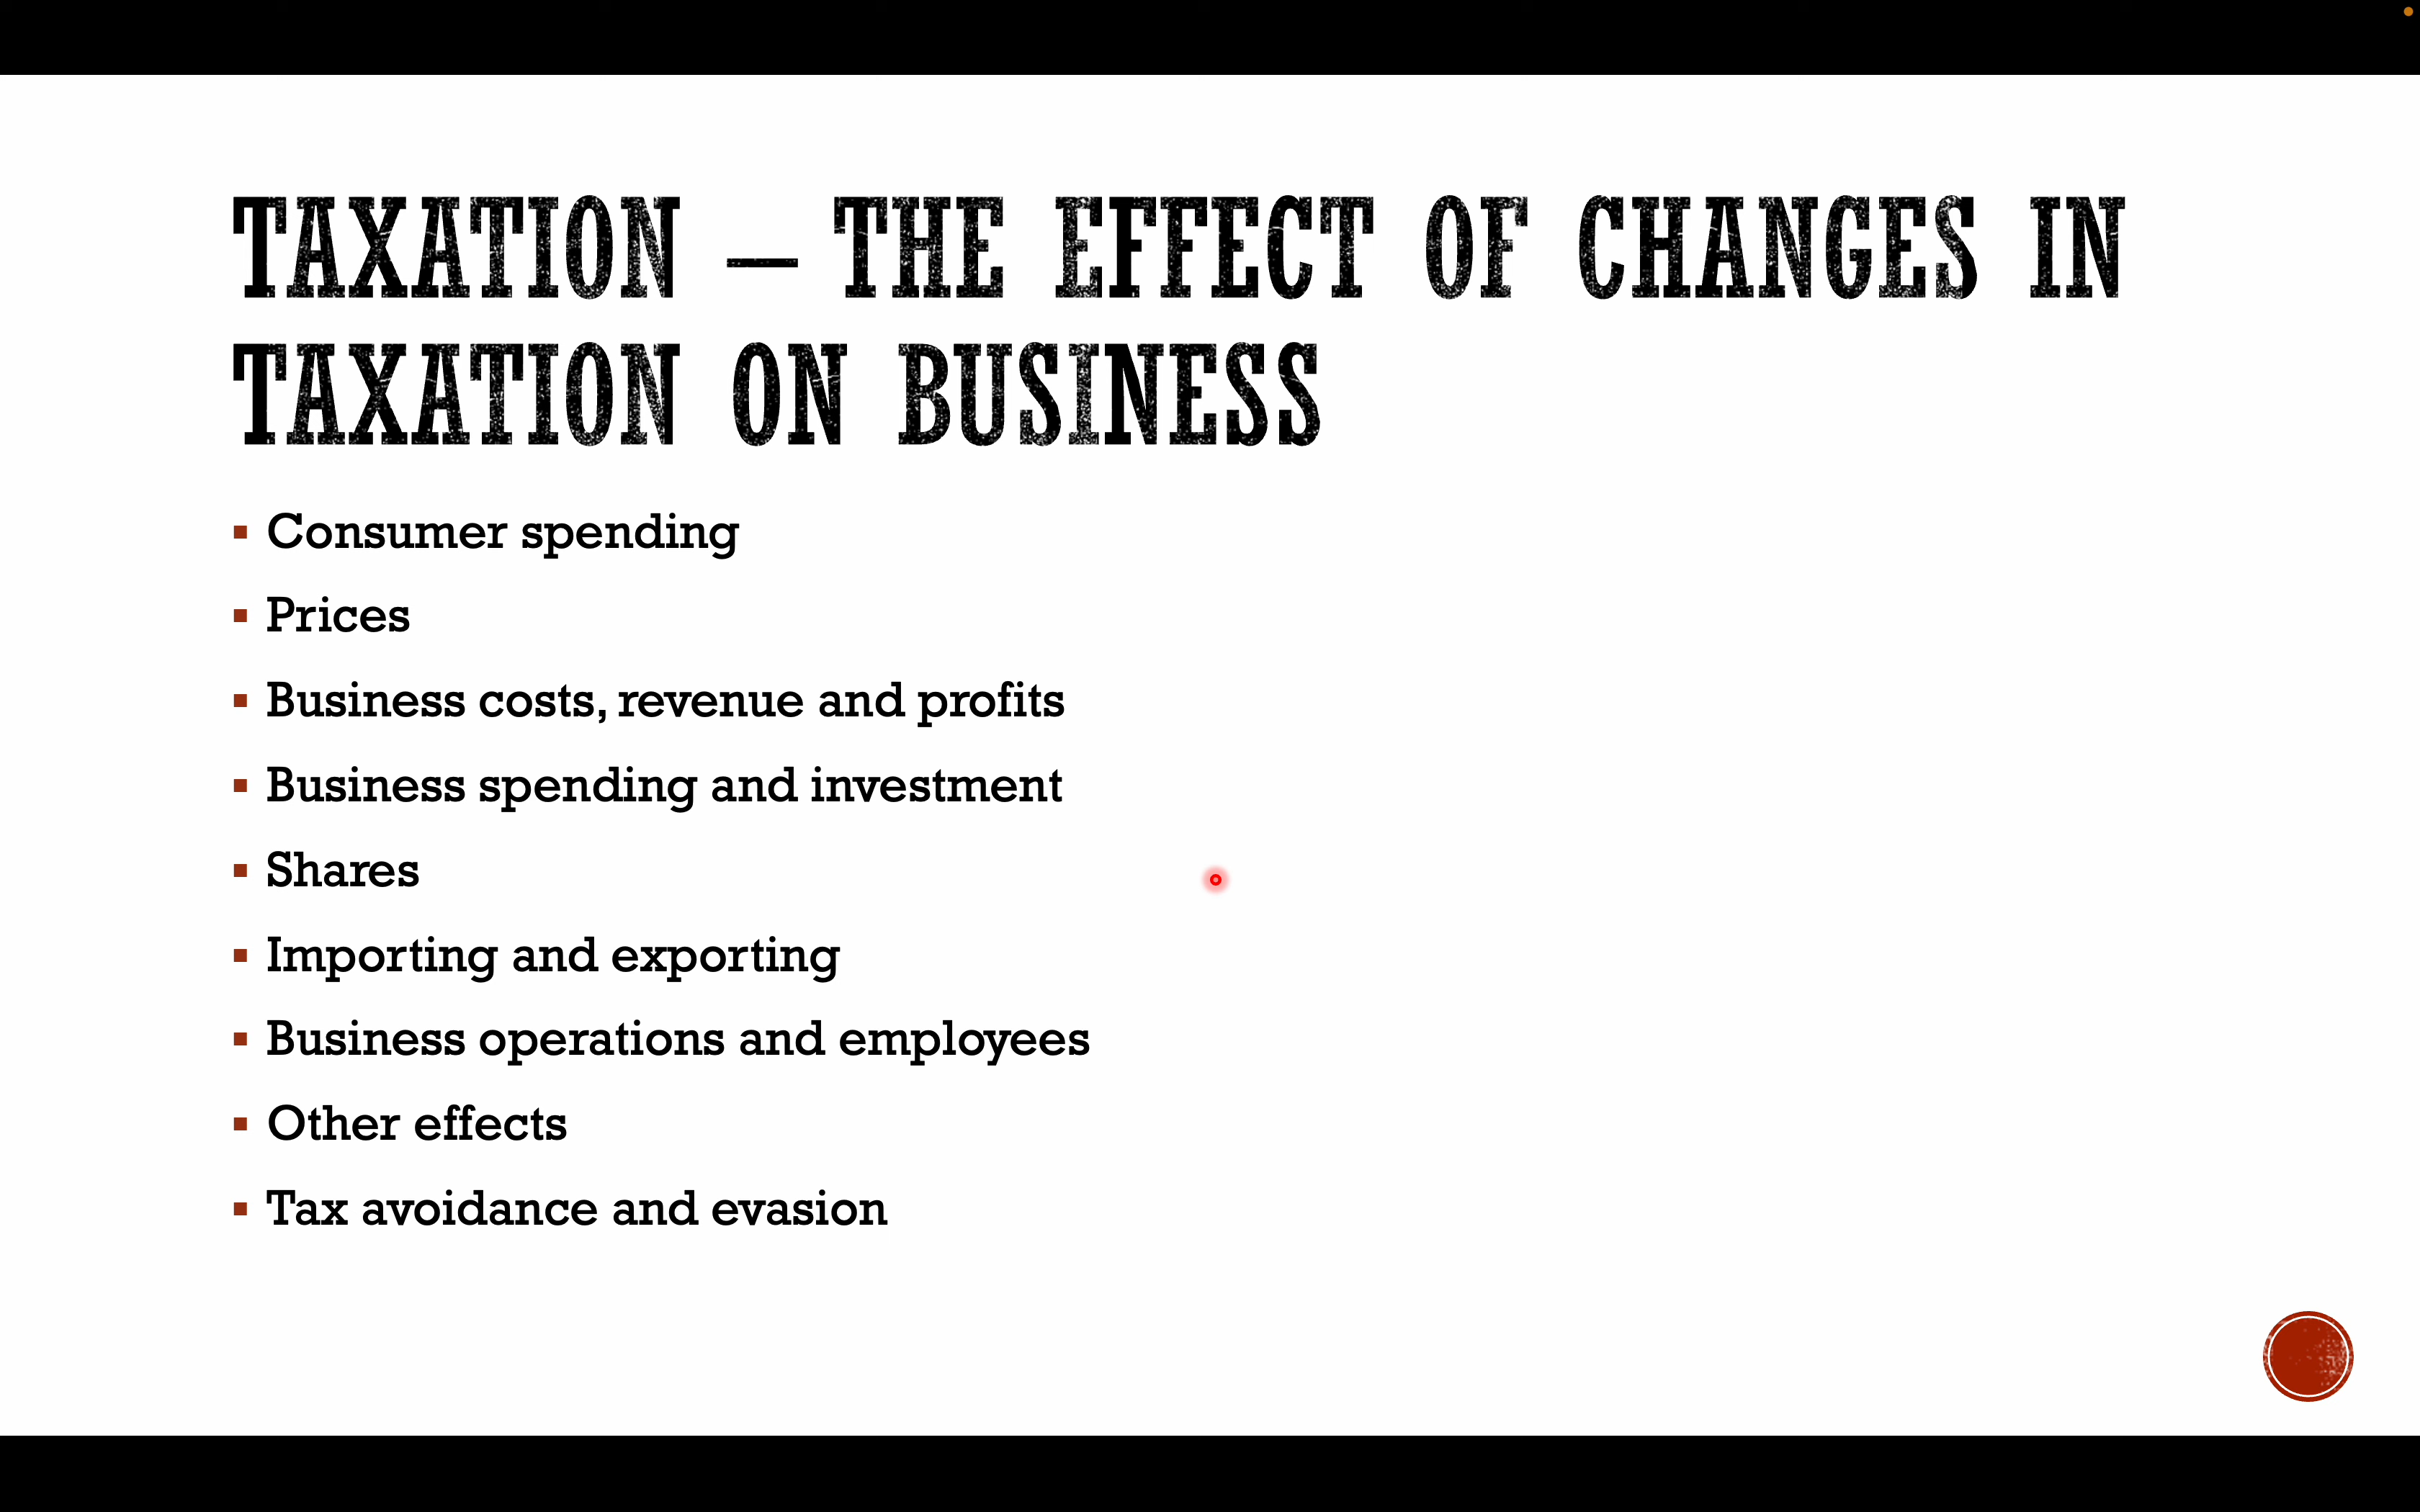 TAXATION – THE EFFECT OF CHANGES IN
TAXATION ON BUSINESS
Consumer spending
Prices
Business costs, revenue and profits
Business spending and investment
Shares
Importing and exporting
Business operations and employees
Other effects
Tax avoidance and evasion